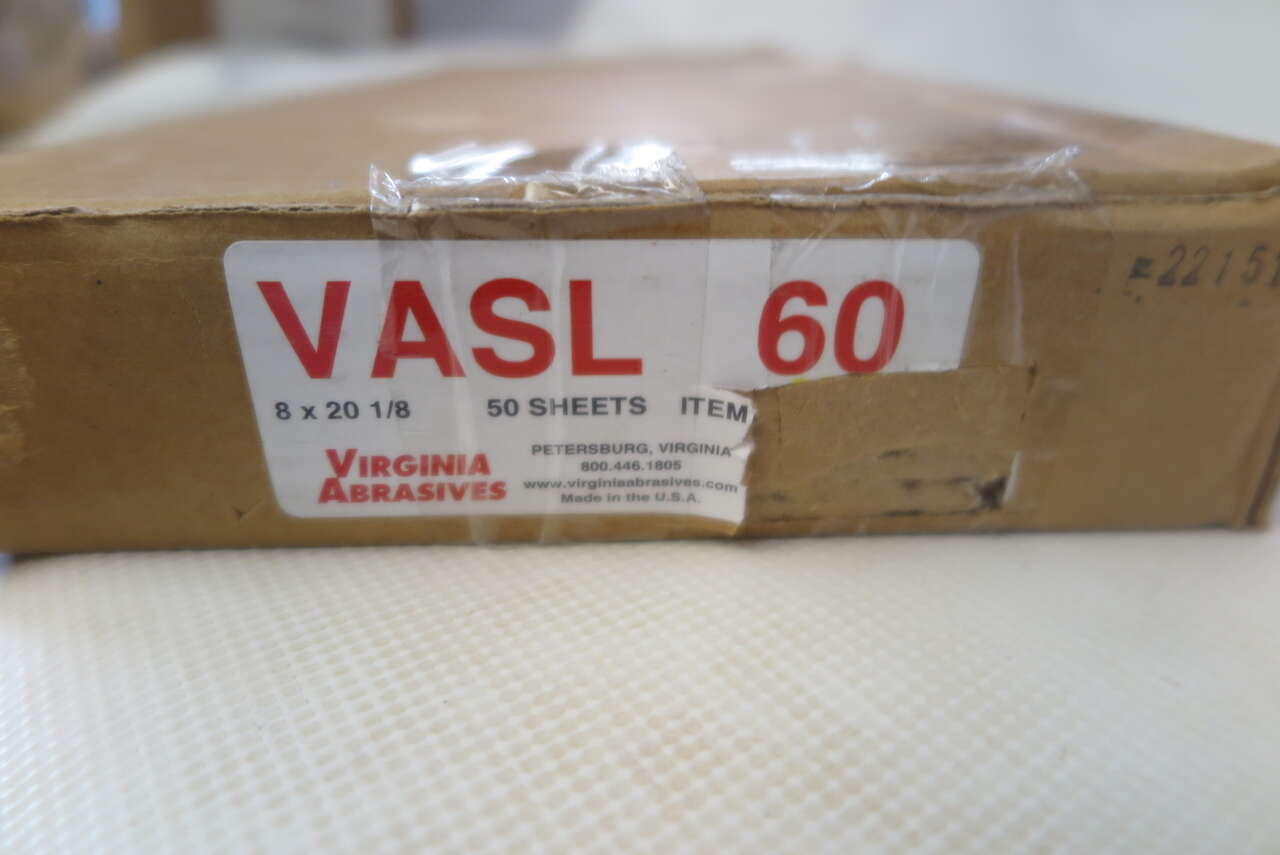 VASL 60
8 x 20 1/8 50 SHEETS ITEM
VIRGINIA
ABRASIVES
PETERSBURG, VIRGINIA
800.446.1805
www.virginiaabrasives.com
Made in the U.S.A.